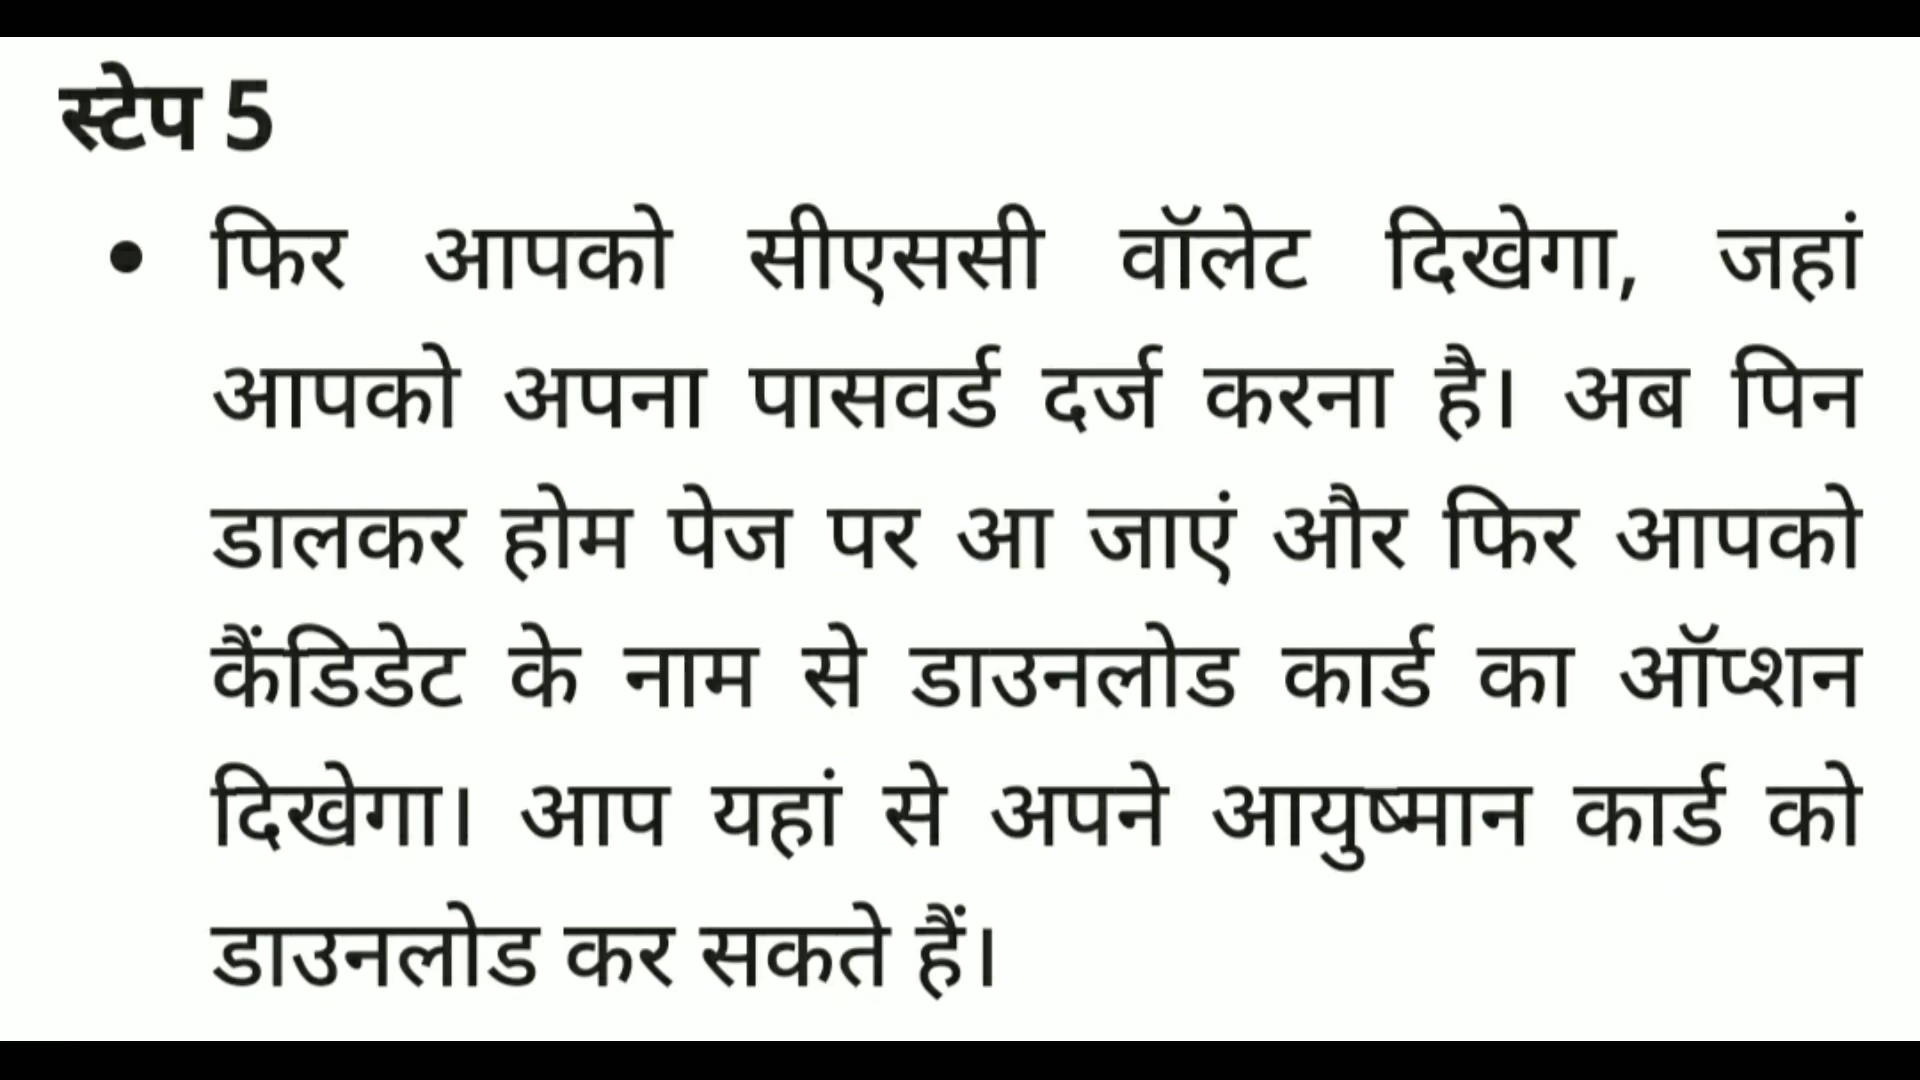 स्टेप 5
• फिर आपको सीएससी वॉलेट दिखेगा, जहां
आपको अपना पासवर्ड दर्ज करना है। अब पिन
डालकर होम पेज पर आ जाएं और फिर आपको
कैंडिडेट के नाम से डाउनलोड कार्ड का ऑप्शन
दिखेगा। आप यहां से अपने आयुष्मान कार्ड को
डाउनलोड कर सकते हैं।